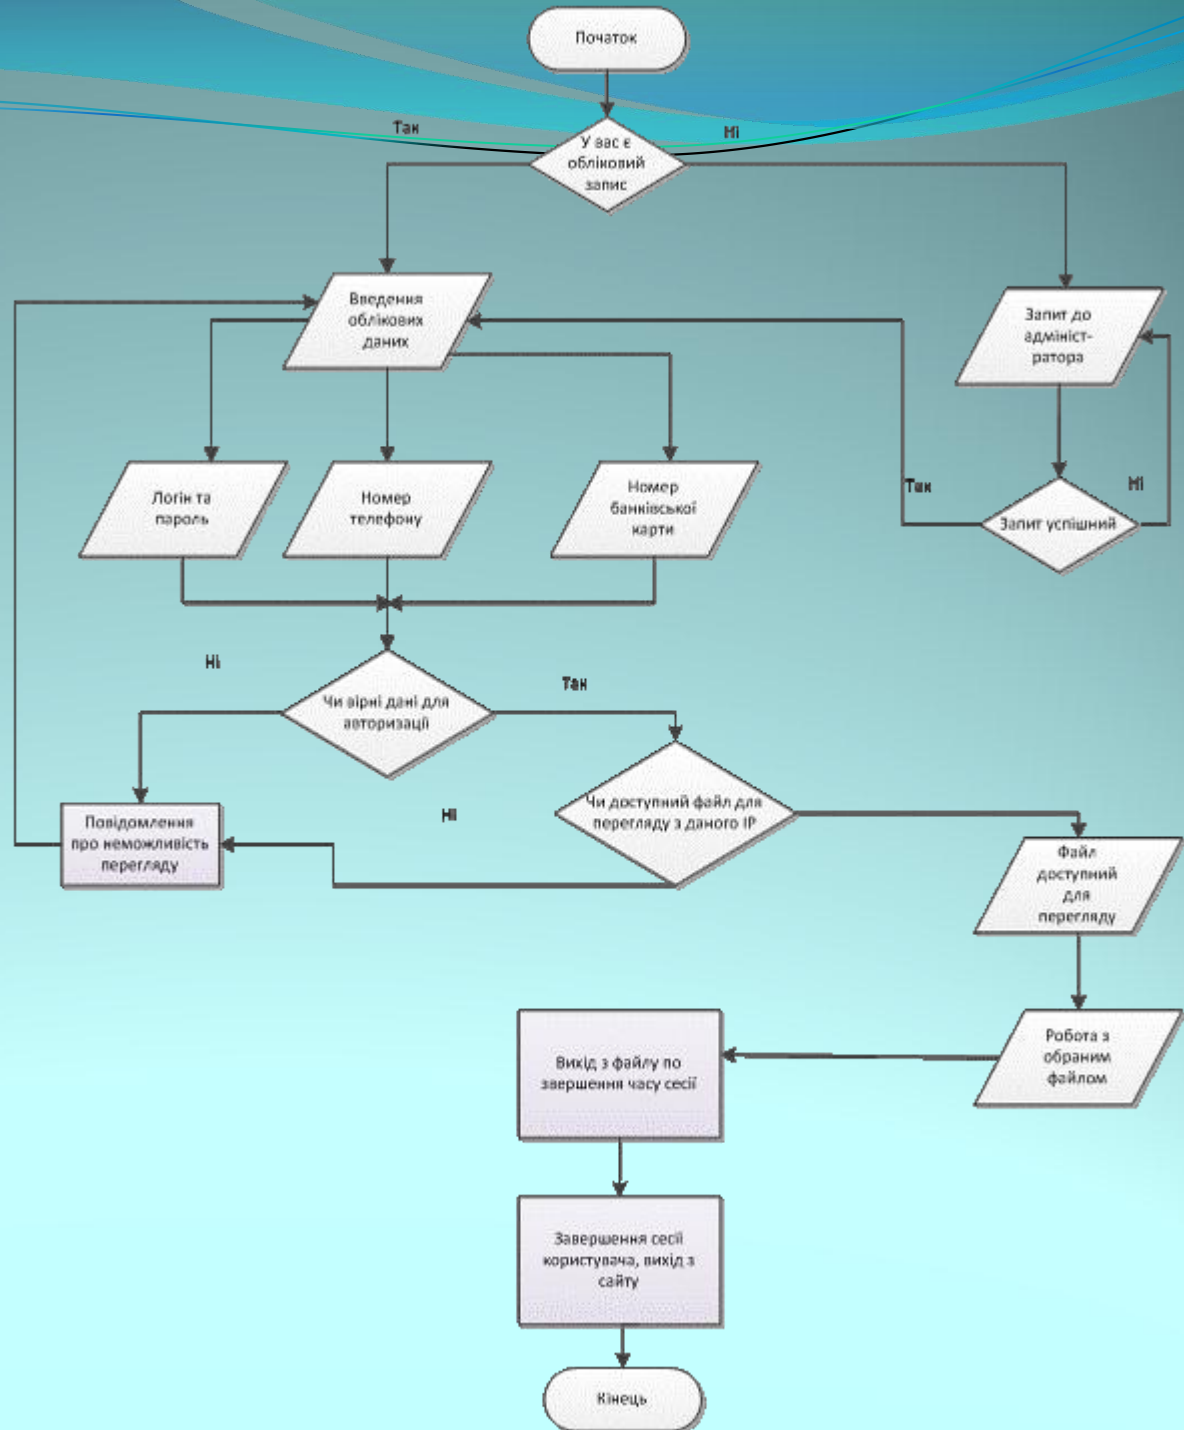 Початок
Так
Ні
У вас є
обліковий
запис
Введення
облікових
даних
Запит до
адмініст-
ратора
Логін та
пароль
Номер
телефону
Номер
банківської
карти
Так
Ні
Запит успішний
Ні
Так
Чи вірні дані для
авторизації
Чи доступний файл для
перегляду з даного IP
Ні
Повідомлення
про неможливість
перегляду
Файл
доступний
для
перегляду
Робота з
обраним
файлом
Вихід з файлу по
звершення часу сесії
Завершення сесії
користувача, вихід з
сайту
Кінець